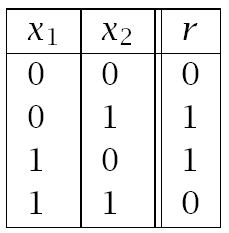 x₁ x₂ r
0 0 0
0 1 1
1 0 1
1 1 0